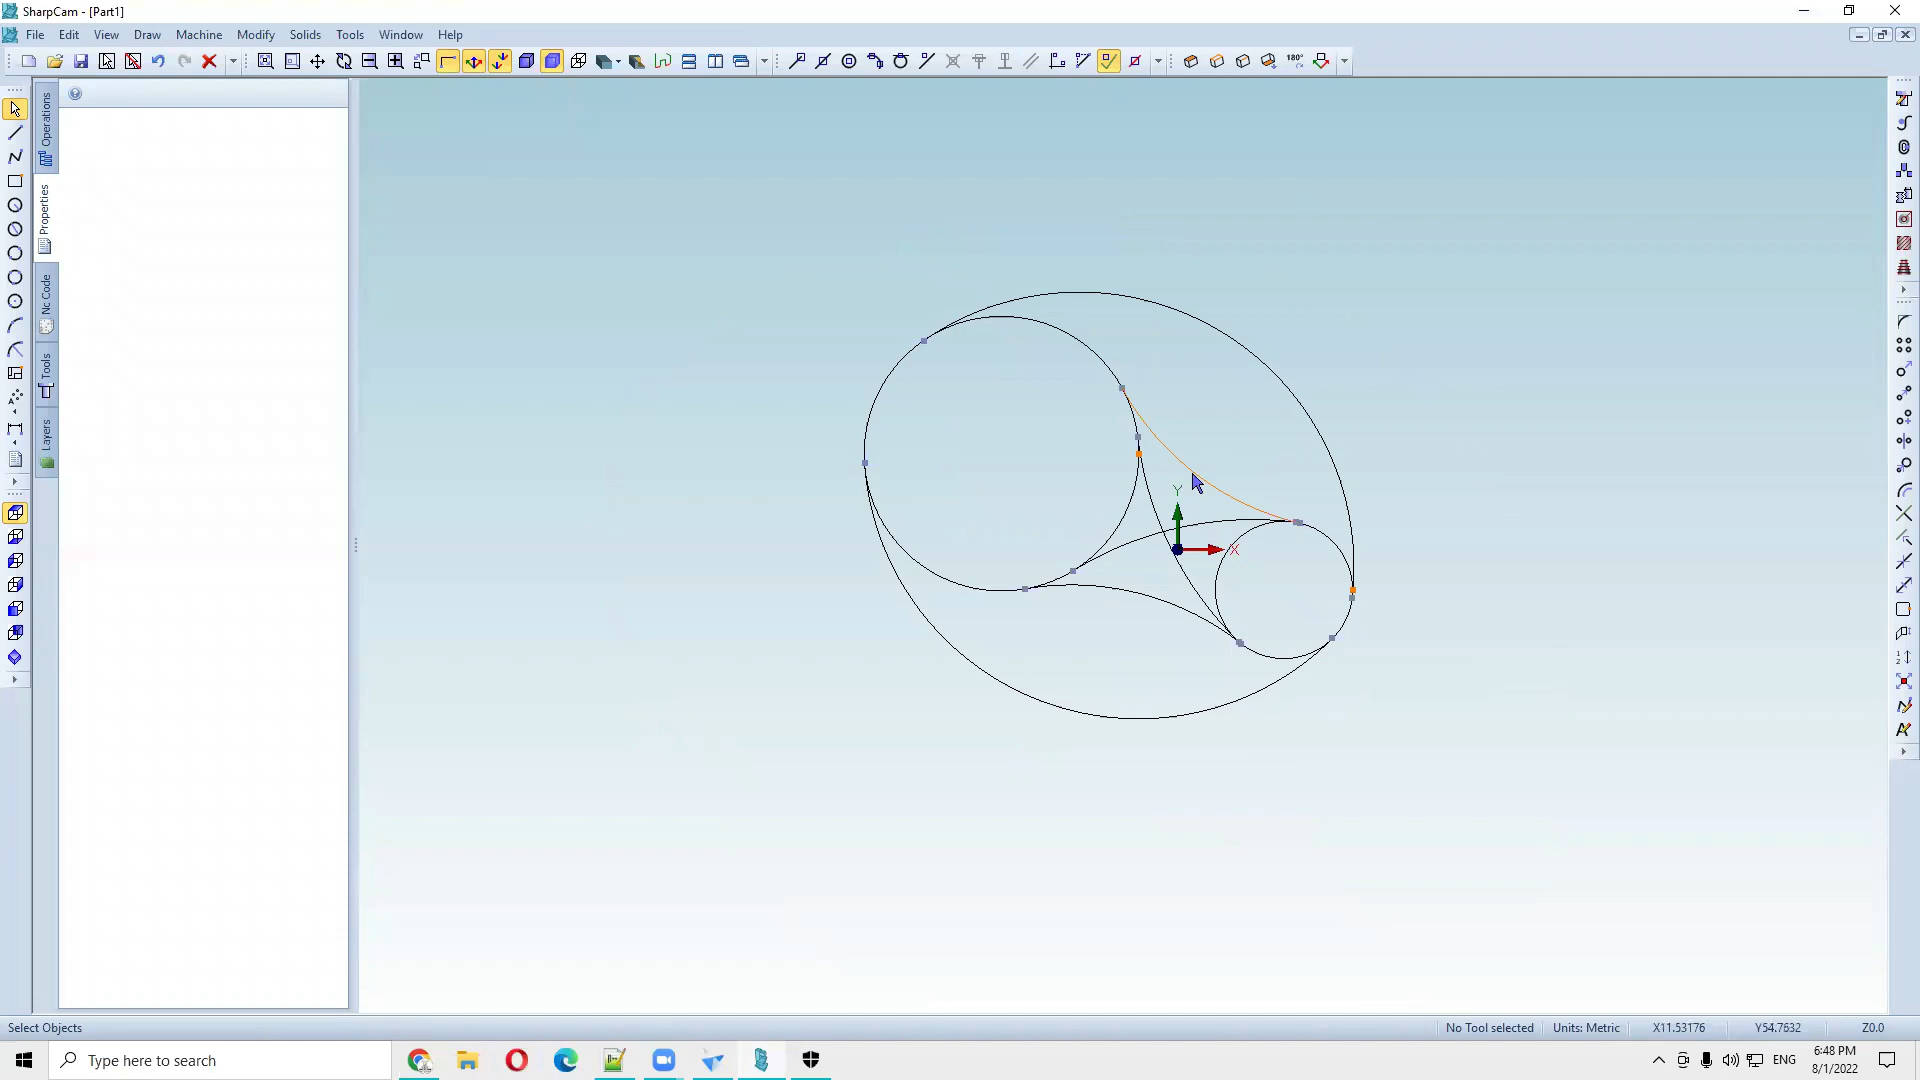 SharpCam - [Part1]
File Edit View Draw Machine Modify Solids Tools Window Help
180°
Operations
Properties
Nc Code
Tools
Layers
Y
X
Select Objects
No Tool selected Units: Metric X11.53176 Y54.7632 Z0.0
Type here to search
ENG
6:48 PM
8/1/2022